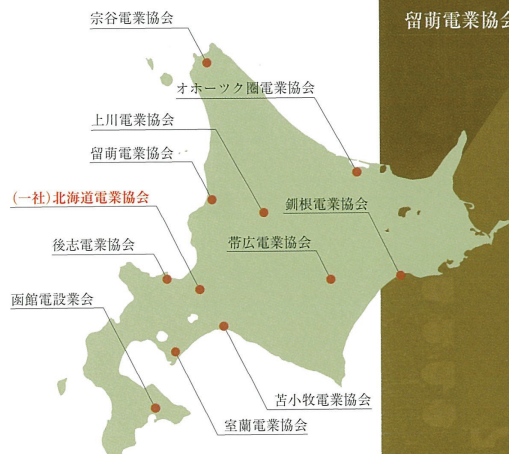 留萌電業協会
宗谷電業協会
オホーツク圏電業協会
上川電業協会
留萌電業協会
(一社)北海道電業協会
釧根電業協会
後志電業協会
帯広電業協会
函館電設業会
苫小牧電業協会
室蘭電業協会